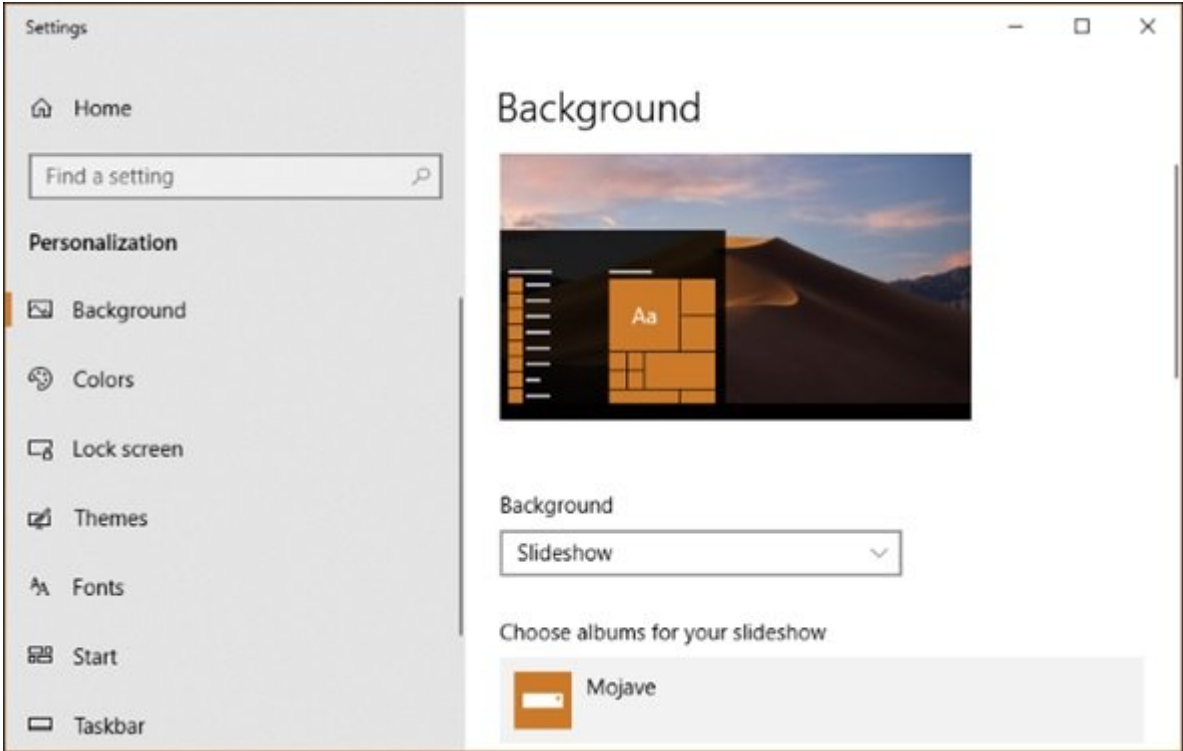 Settings
Home
Find a setting
Personalization
Background
Colors
Lock screen
Themes
Fonts
Start
Taskbar
Background
Aa
Background
Slideshow
Choose albums for your slideshow
Mojave